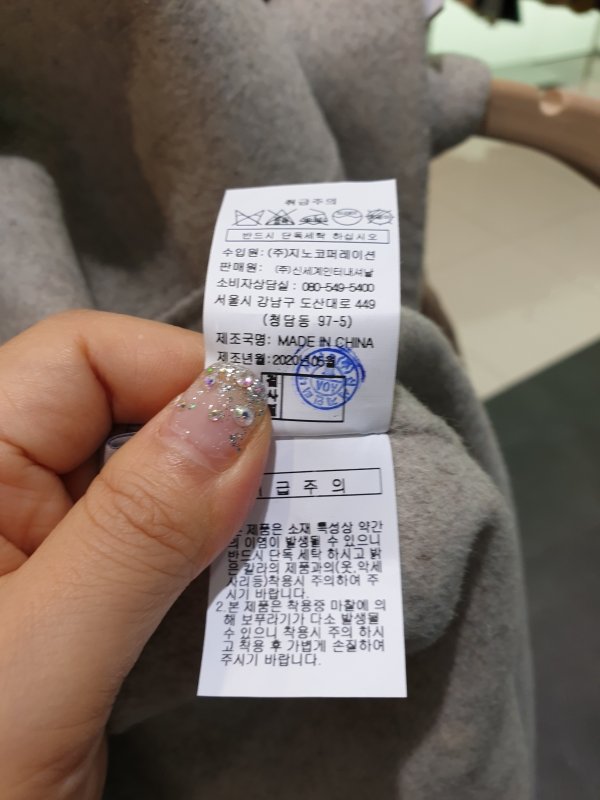 취급주의
반드시 단독세탁 하십시오
수입원: (주)지노코퍼레이션
판매원: (주)신세계인터내셔날
소비자상담실 : 080-549-5400
서울시 강남구 도산대로 449
(청담동 97-5)
제조국명: MADE IN CHINA
제조년월:2020년05월
검
사
급 주 의
제품은 소재 특성상 약간
의 이염이 발생될 수 있으니
반드시 단독 세탁 하시고 밝
은 칼라의 제품과의(옷,악세
사리등)착용시 주의하여 주
시기 바랍니다.
2.본 제품은 착용중 마찰에 의
해 보푸라기가 다소 발생될
수 있으니 착용시 주의 하시
고 착용 후 가볍게 손질하여
주시기 바랍니다.